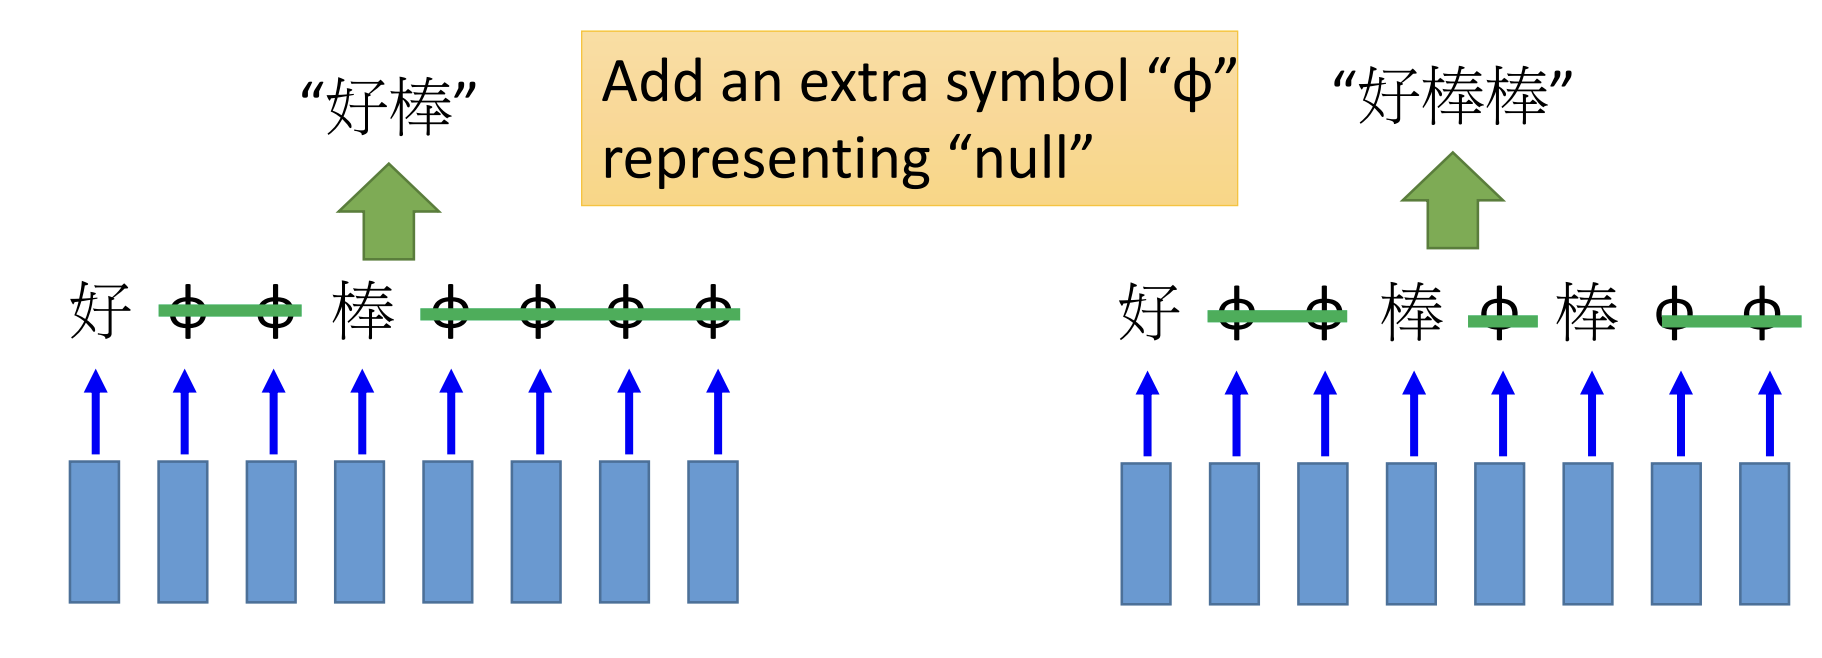 “好棒”
Add an extra symbol “ϕ”
representing “null”
“好棒棒”
好 ϕ ϕ 棒 ϕ ϕ ϕ ϕ
好 ϕ ϕ 棒 ϕ 棒 ϕ ϕ